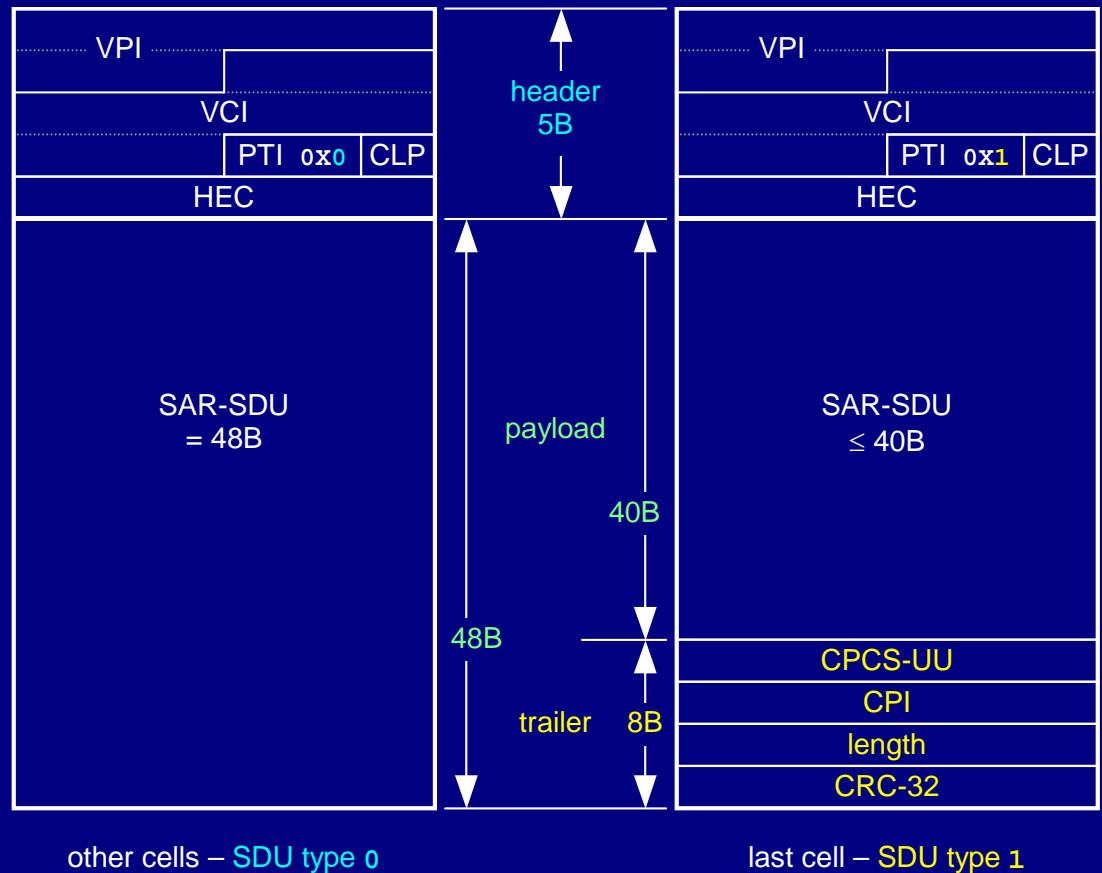 VPI
VCI
PTI 0x0 CLP
HEC
SAR-SDU
= 48B
other cells – SDU type 0
header
5B
payload
40B
48B
trailer 8B
VPI
VCI
PTI 0x1 CLP
HEC
SAR-SDU
≤ 40B
CPCS-UU
CPI
length
CRC-32
last cell – SDU type 1